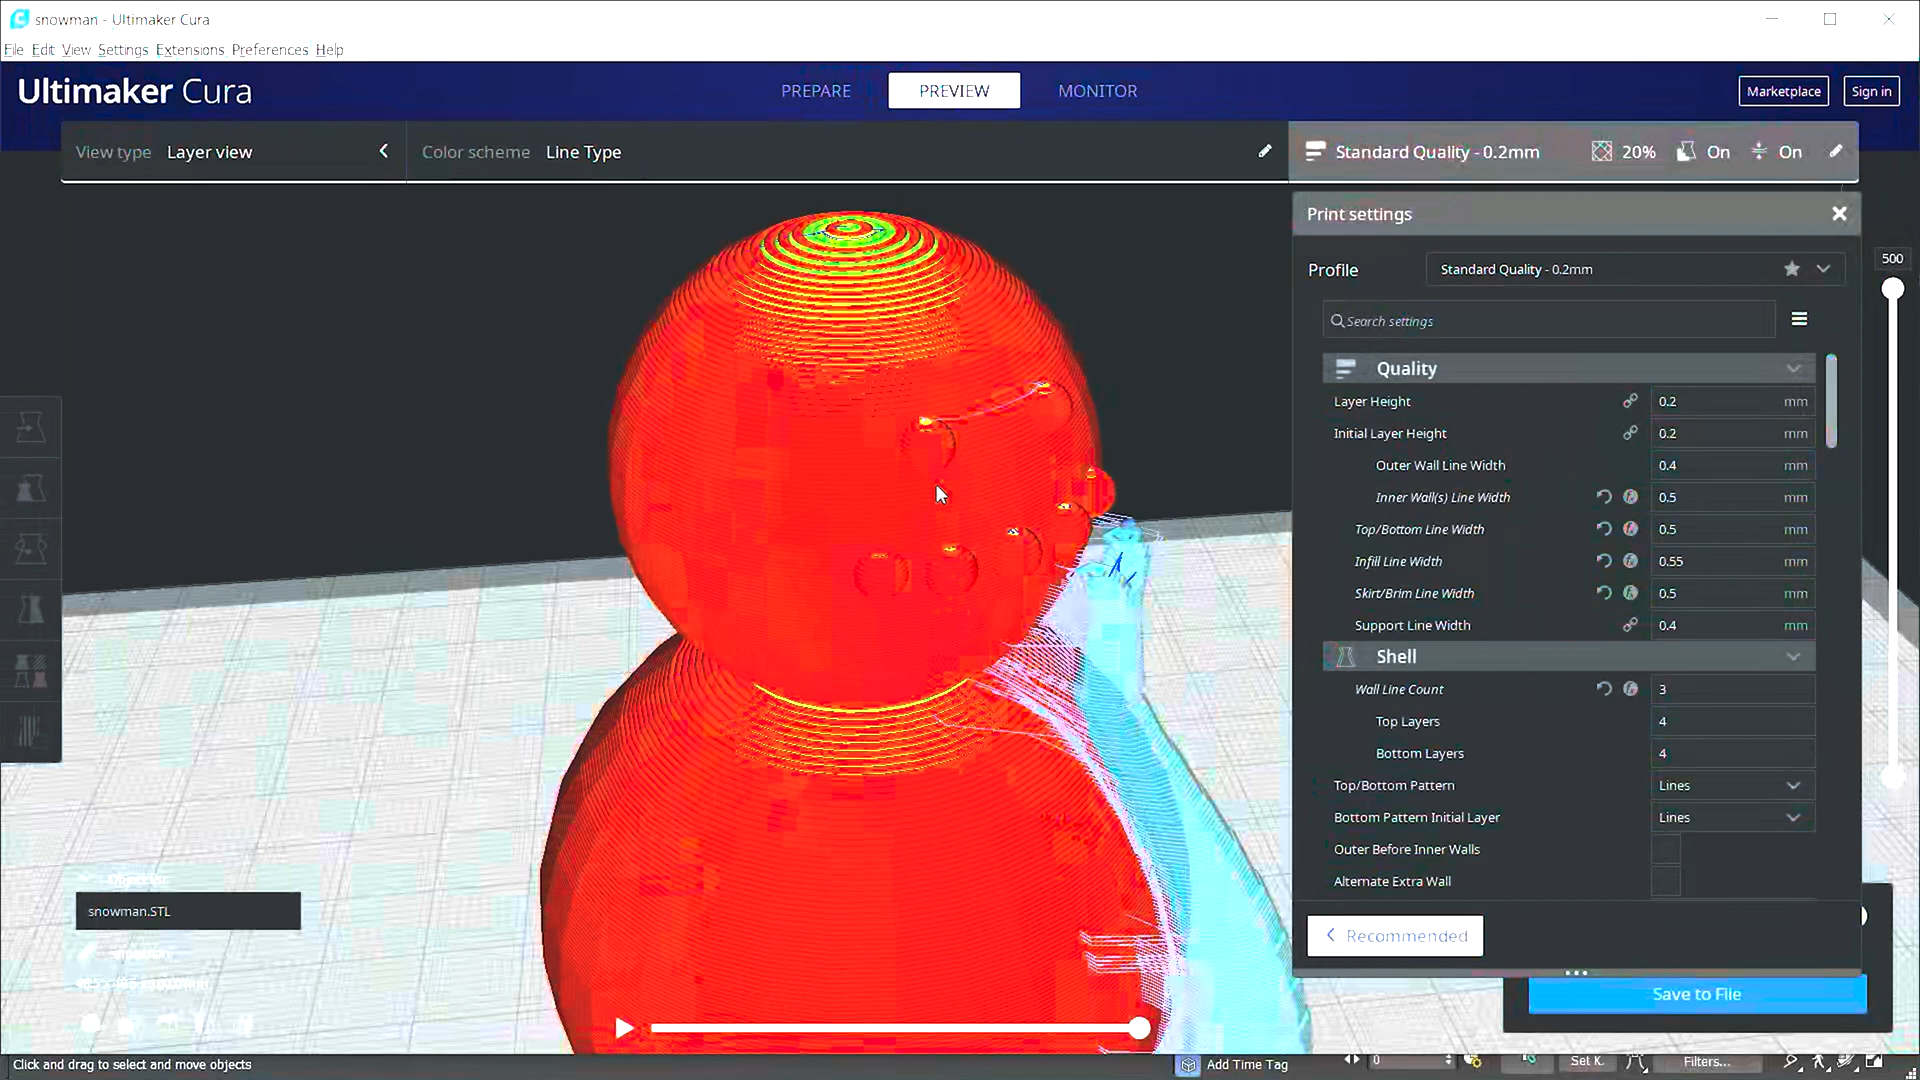 snowman - Ultimaker Cura
File Edit View Settings Extensions Preferences Help
Ultimaker Cura
PREPARE
PREVIEW
MONITOR
Marketplace
Sign in
View type Layer view
Color scheme Line Type
Standard Quality - 0.2mm
20%
On
On
Print settings
Profile
Standard Quality - 0.2mm
500
Search settings
Quality
Layer Height 0.2 mm
Initial Layer Height 0.2 mm
Outer Wall Line Width 0.4 mm
Inner Wall(s) Line Width 0.5 mm
Top/Bottom Line Width 0.5 mm
Infill Line Width 0.55 mm
Skirt/Brim Line Width 0.5 mm
Support Line Width 0.4 mm
Shell
Wall Line Count 3
Top Layers 4
Bottom Layers 4
Top/Bottom Pattern Lines
Bottom Pattern Initial Layer Lines
Outer Before Inner Walls
Alternate Extra Wall
Recommended
snowman.STL
Save to File
Click and drag to select and move objects
Add Time Tag
0
Set K.
Filters...